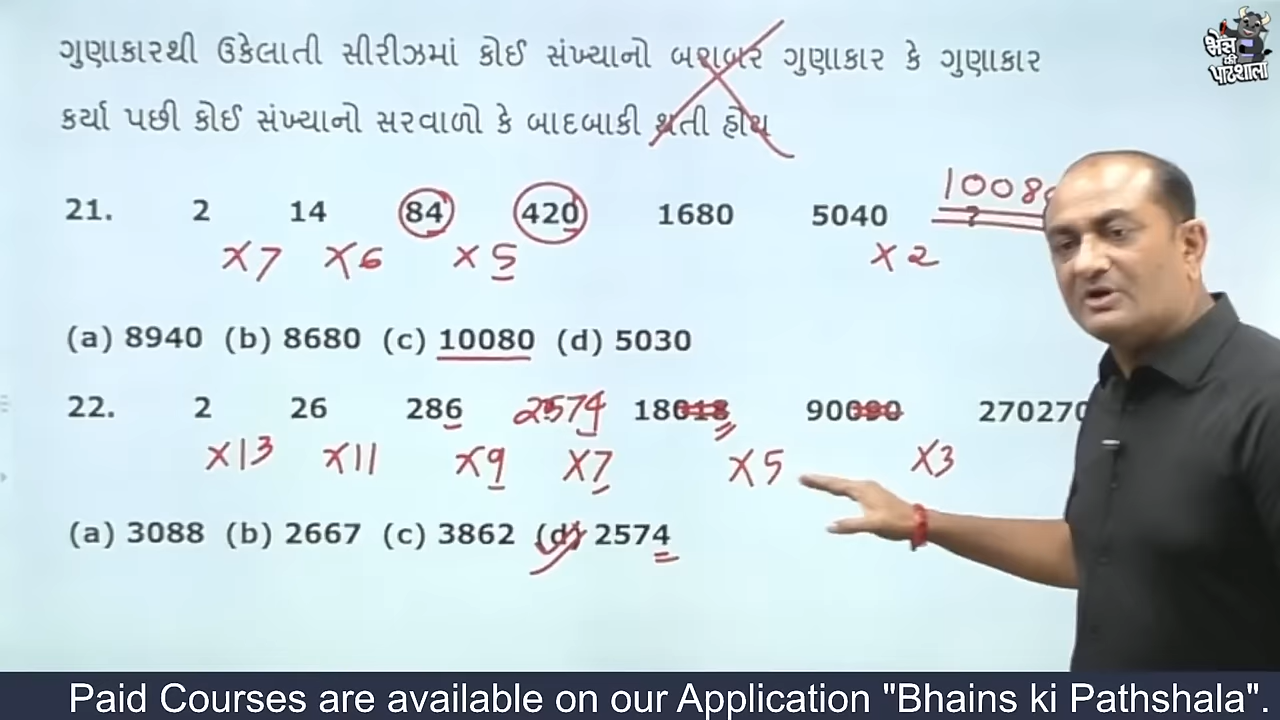 ભેંસ કી પાઠશાલા
ગુણાકારથી ઉકેલાતી સીરીઝમાં કોઈ સંખ્યાનો બરાબર ગુણાકાર કે ગુણાકાર
કર્યા પછી કોઈ સંખ્યાનો સરવાળો કે બાદબાકી થતી હોય
21. 2 14 84 420 1680 5040 1008
×7 ×6 ×5 ×2
(a) 8940 (b) 8680 (c) 10080 (d) 5030
22. 2 26 286 2574 18018 90090 270270
×13 ×11 ×9 ×7 ×5 ×3
(a) 3088 (b) 2667 (c) 3862 (d) 2574
Paid Courses are available on our Application "Bhains ki Pathshala".